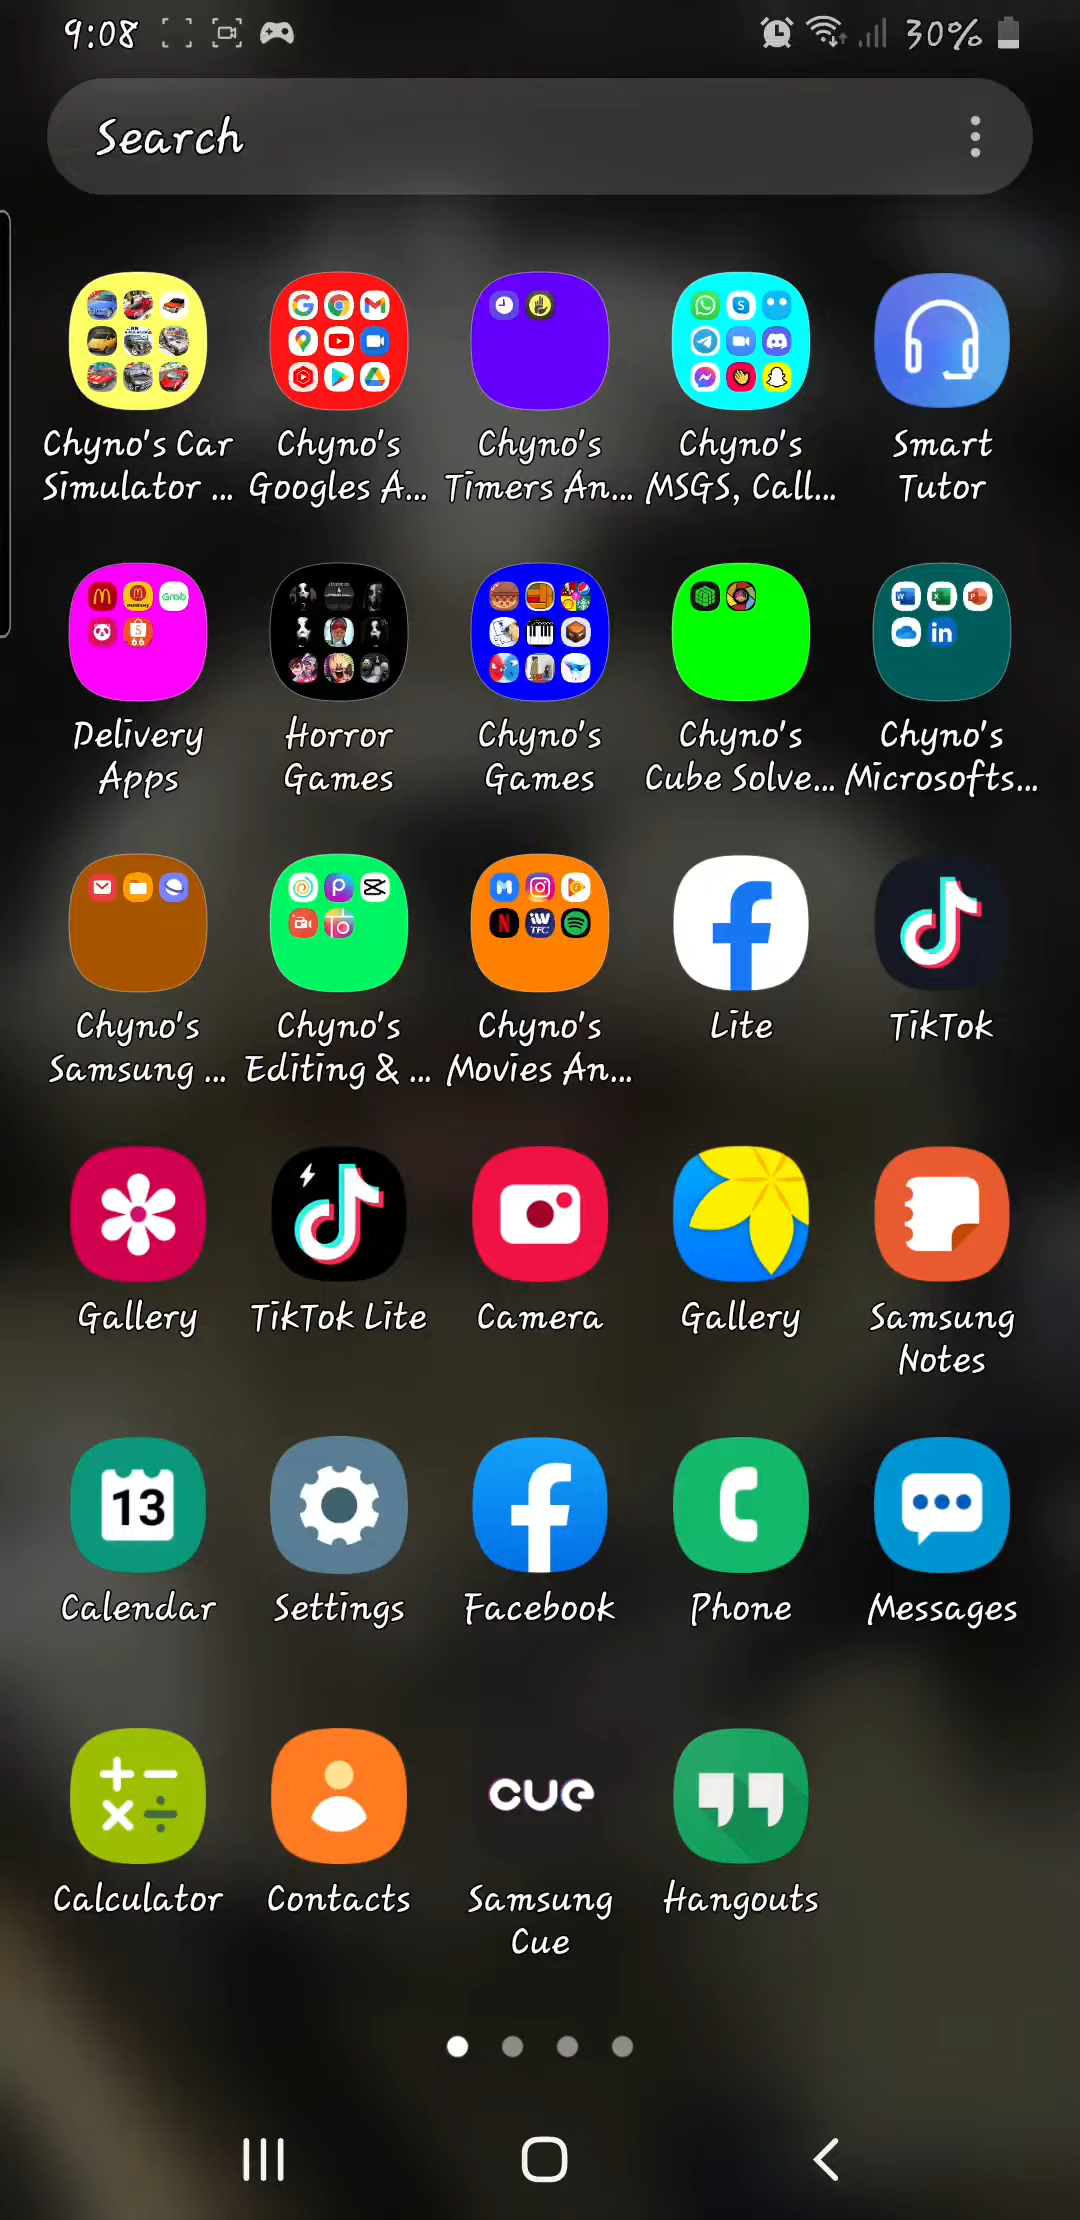 9:08
30%
Search
Chyno's Car
Simulator ...
Chyno's
Googles A...
Chyno's
Timers An...
Chyno's
MSGS, Call...
Smart
Tutor
Delivery
Apps
Horror
Games
Chyno's
Games
Chyno's
Cube Solve...
Chyno's
Microsofts...
Chyno's
Samsung ...
Chyno's
Editing & ...
Chyno's
Movies An...
Lite
TikTok
Gallery
TikTok Lite
Camera
Gallery
Samsung
Notes
13
Calendar
Settings
Facebook
Phone
Messages
Calculator
Contacts
cue
Samsung
Cue
Hangouts